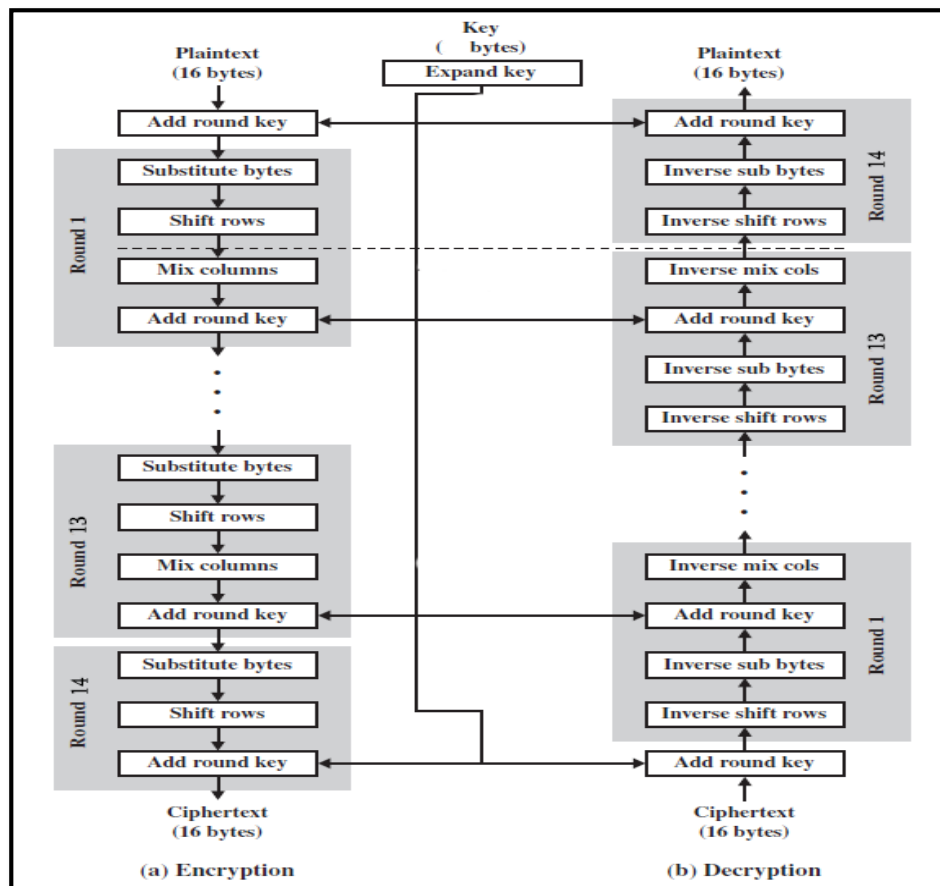 Key
( bytes)
Expand key
Plaintext
(16 bytes)
Add round key
Round 1
Substitute bytes
Shift rows
Mix columns
Add round key
Round 13
Substitute bytes
Shift rows
Mix columns
Add round key
Round 14
Substitute bytes
Shift rows
Add round key
Ciphertext
(16 bytes)
(a) Encryption
Plaintext
(16 bytes)
Add round key
Inverse sub bytes
Inverse shift rows
Round 14
Inverse mix cols
Add round key
Inverse sub bytes
Inverse shift rows
Round 13
Inverse mix cols
Add round key
Inverse sub bytes
Inverse shift rows
Round 1
Add round key
Ciphertext
(16 bytes)
(b) Decryption